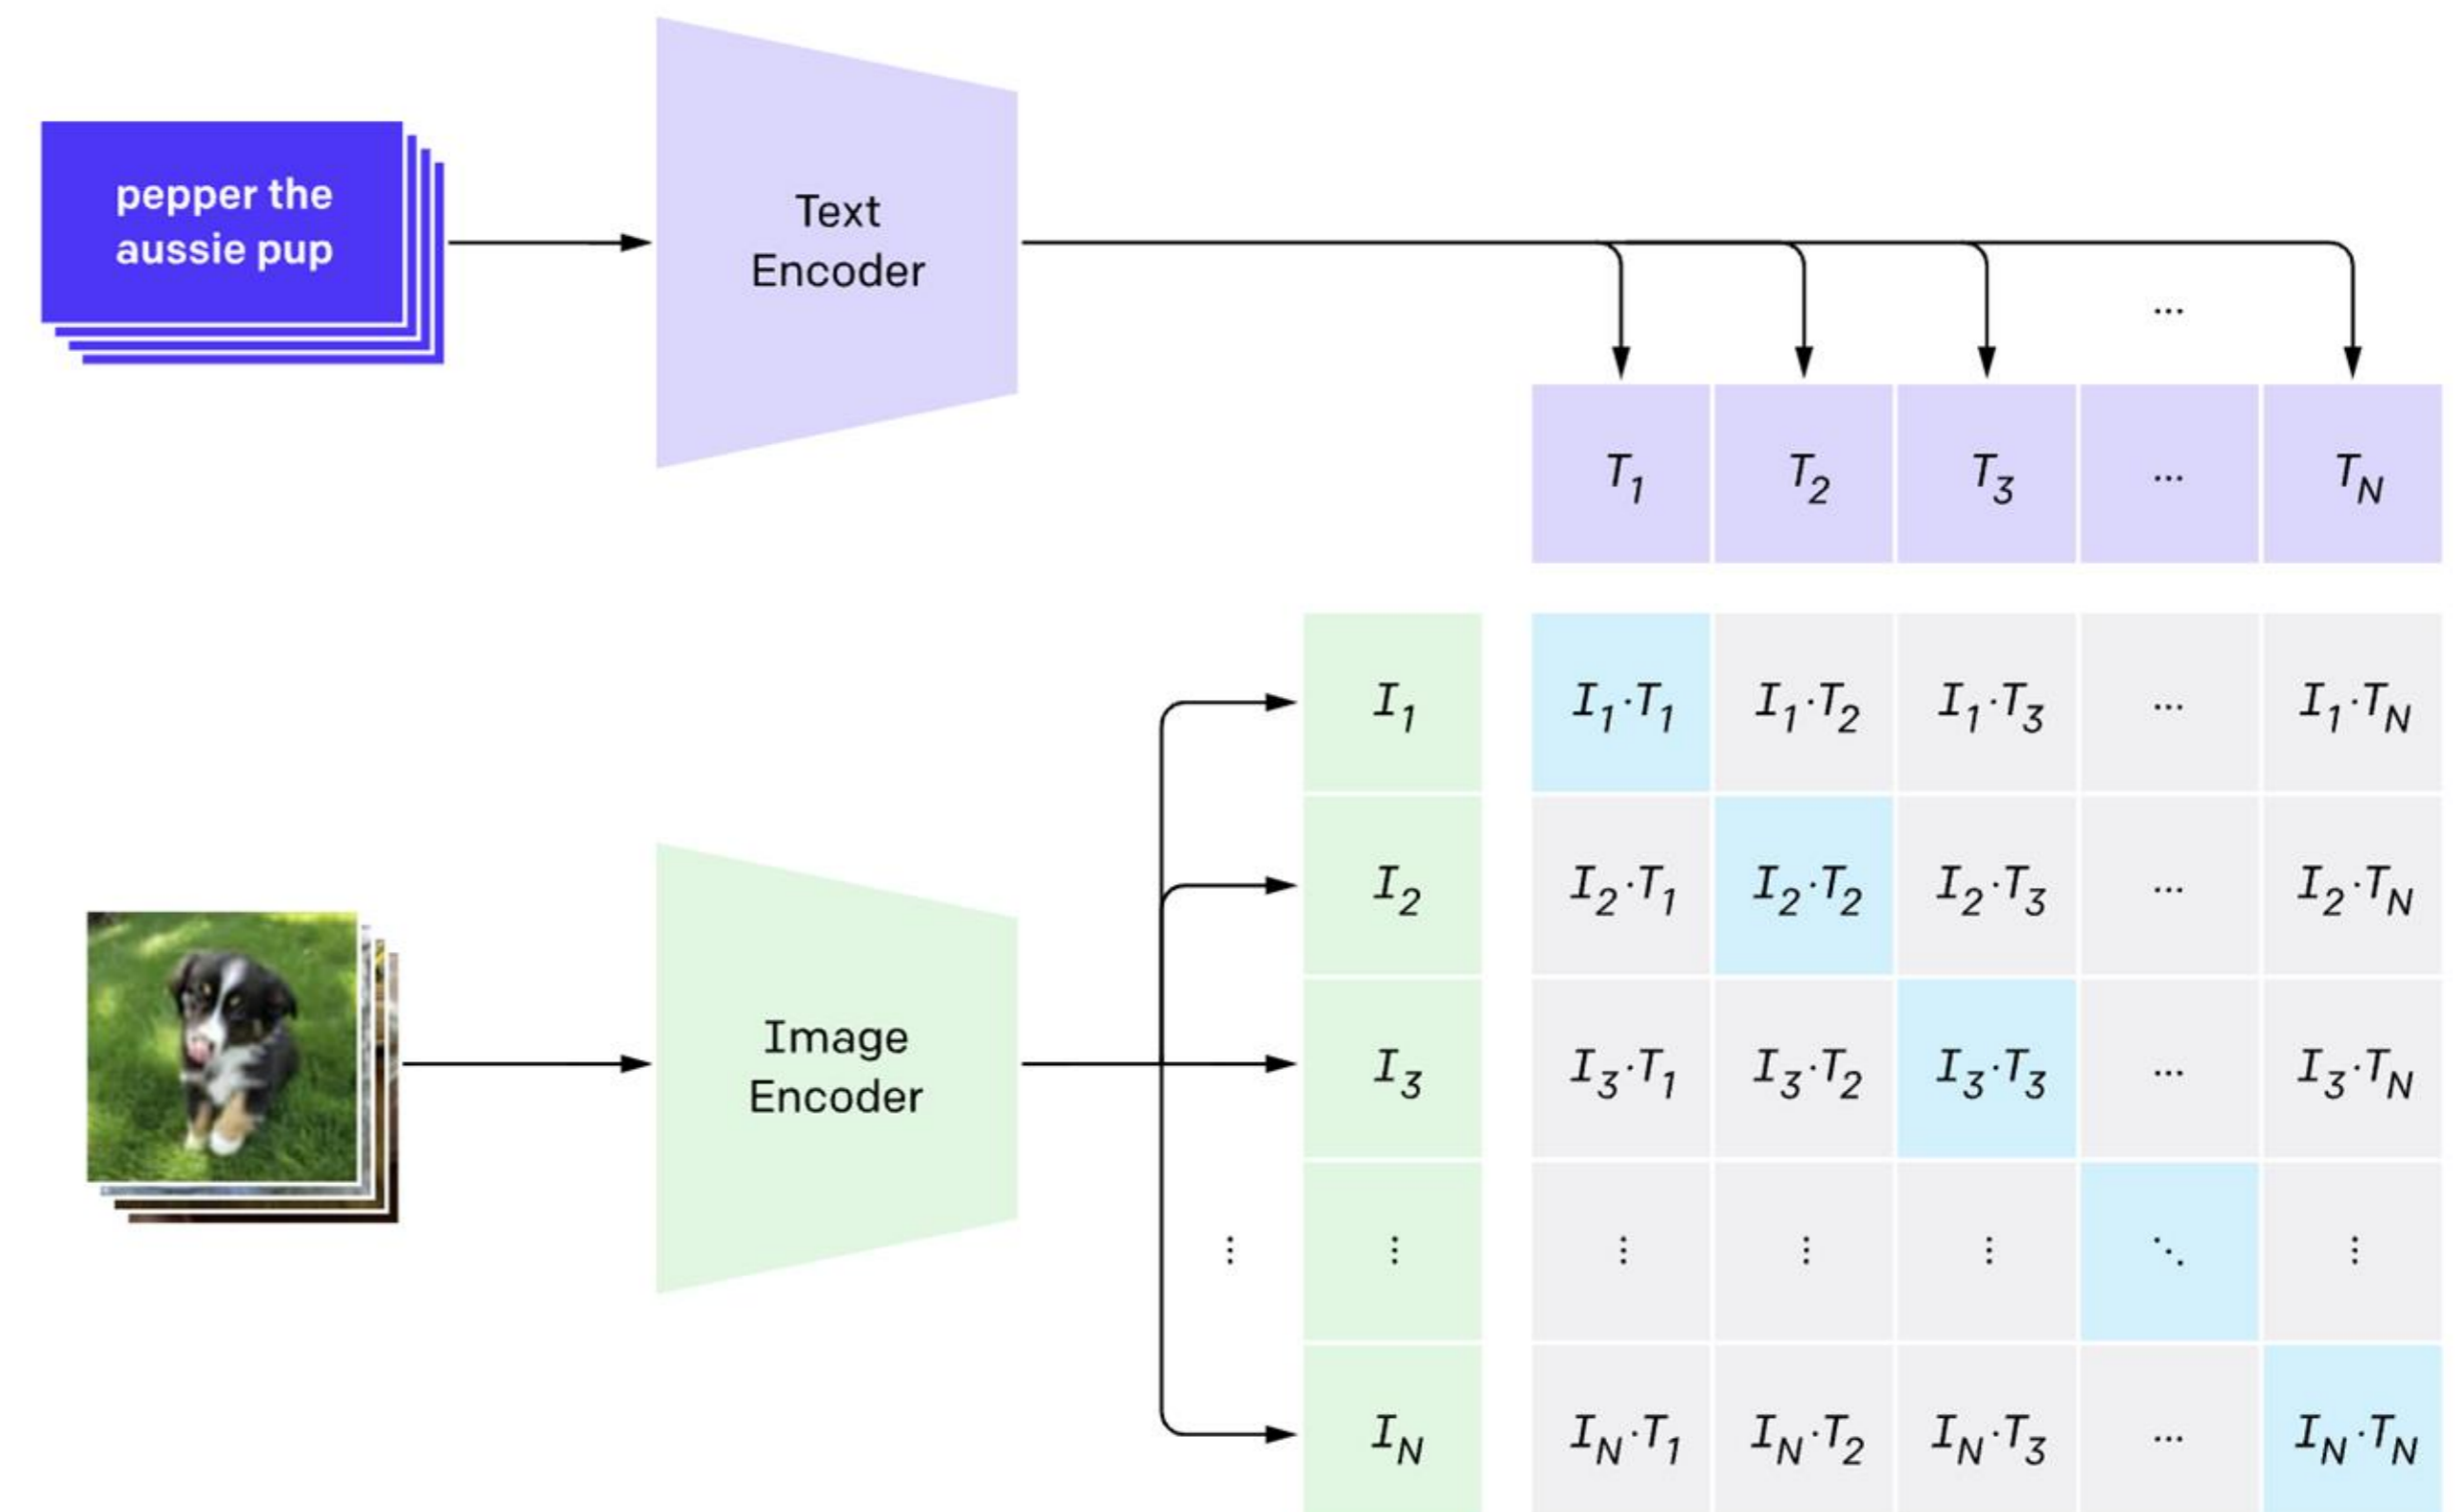 pepper the
aussie pup
Text
Encoder
...
T1 T2 T3 ... TN
I1 I1·T1 I1·T2 I1·T3 ... I1·TN
I2 I2·T1 I2·T2 I2·T3 ... I2·TN
Image
Encoder
I3 I3·T1 I3·T2 I3·T3 ... I3·TN
⋮ ⋮ ⋮ ⋮ ⋮ ⋱ ⋮
IN IN·T1 IN·T2 IN·T3 ... IN·TN